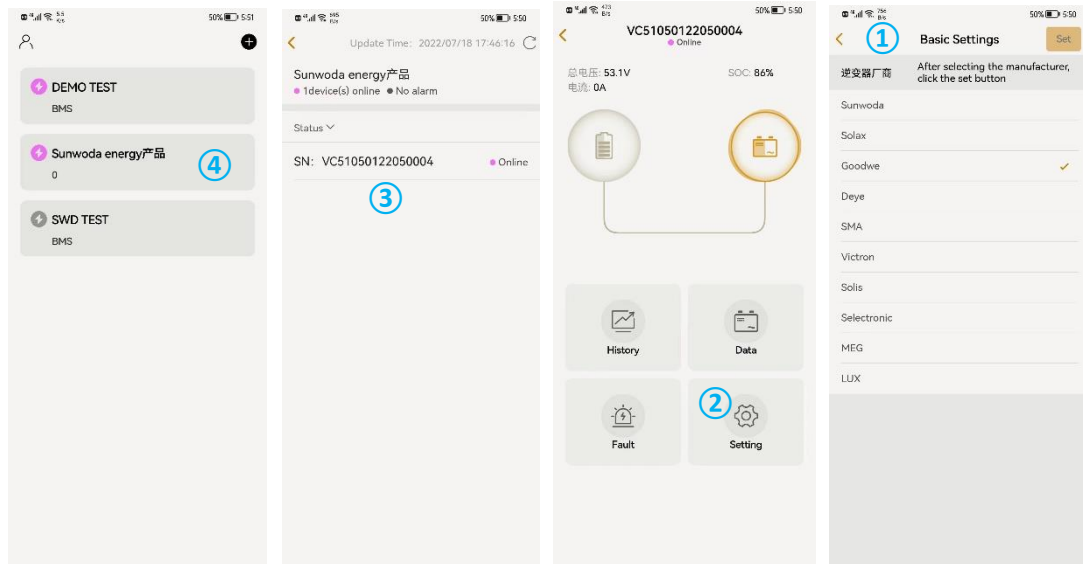 50% 5:51
DEMO TEST
BMS
Sunwoda energy产品
0
④
SWD TEST
BMS
50% 5:50
Update Time: 2022/07/18 17:46:16
Sunwoda energy产品
1device(s) online No alarm
Status
SN: VC51050122050004 Online
③
50% 5:50
VC51050122050004
Online
总电压: 53.1V SOC: 86%
电流: 0A
History Data
②
Fault Setting
50% 5:50
① Basic Settings Set
逆变器厂商 After selecting the manufacturer,
click the set button
Sunwoda
Solax
Goodwe
Deye
SMA
Victron
Solis
Selectronic
MEG
LUX